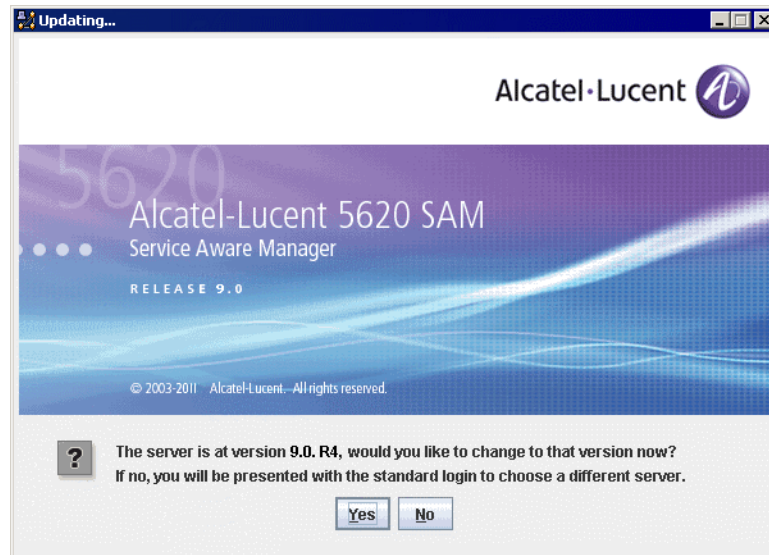 Updating...
Alcatel·Lucent
5620
Alcatel-Lucent 5620 SAM
Service Aware Manager
RELEASE 9.0
© 2003-2011 Alcatel-Lucent. All rights reserved.
? The server is at version 9.0. R4, would you like to change to that version now?
If no, you will be presented with the standard login to choose a different server.
Yes No